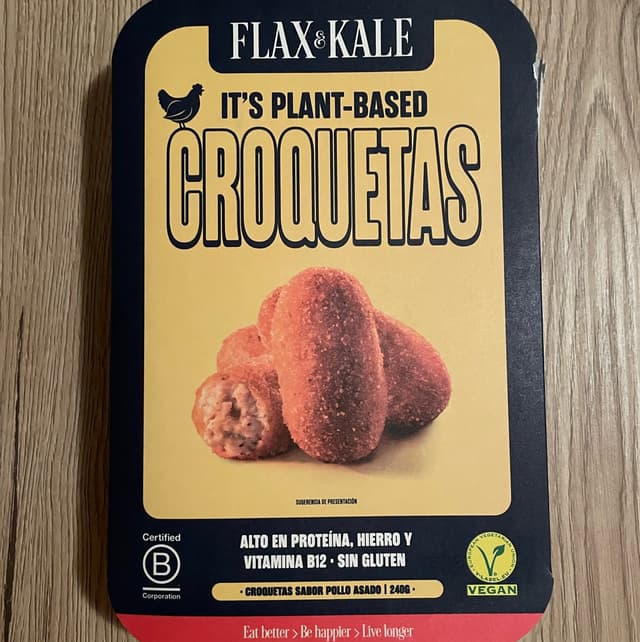 FLAX & KALE
IT'S PLANT-BASED
CROQUETAS
SUGERENCIA DE PRESENTACIÓN
Certified
B
Corporation
ALTO EN PROTEÍNA, HIERRO Y
VITAMINA B12 · SIN GLUTEN
· CROQUETAS SABOR POLLO ASADO | 240G ·
VEGAN
Eat better > Be happier > Live longer